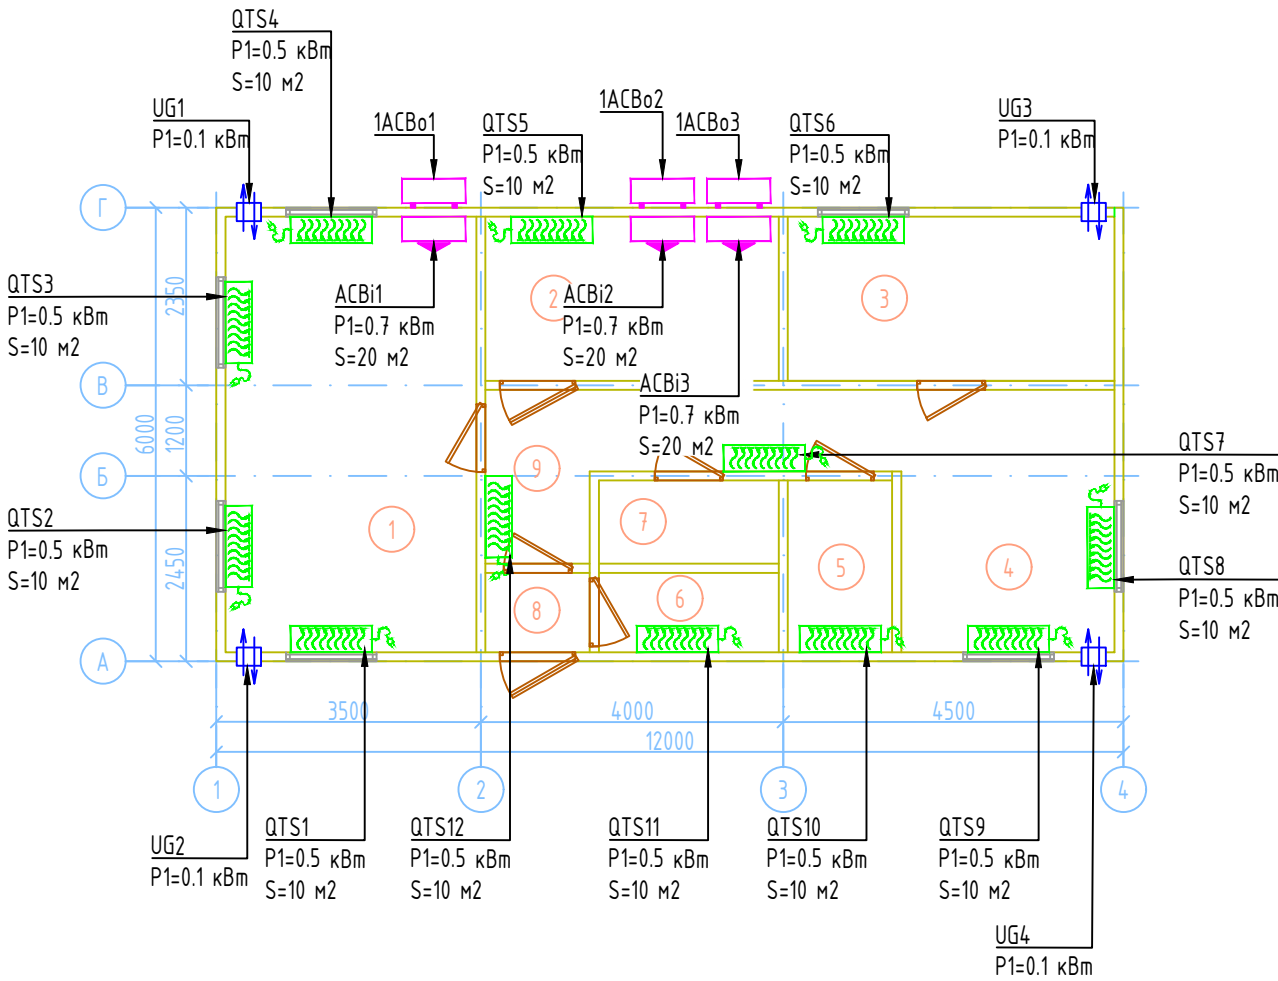 QTS4
P1=0.5 кВт
S=10 м2
UG1
P1=0.1 кВт
1ACBo1
QTS5
P1=0.5 кВт
S=10 м2
1ACBo2
1ACBo3
QTS6
P1=0.5 кВт
S=10 м2
UG3
P1=0.1 кВт
Г
В
Б
А
2350
1200
2450
6000
QTS3
P1=0.5 кВт
S=10 м2
ACBi1
P1=0.7 кВт
S=20 м2
2
ACBi2
P1=0.7 кВт
S=20 м2
3
ACBi3
P1=0.7 кВт
S=20 м2
QTS7
P1=0.5 кВт
S=10 м2
9
QTS2
P1=0.5 кВт
S=10 м2
1
7
5
4
QTS8
P1=0.5 кВт
S=10 м2
8
6
3500
4000
4500
12000
1
2
3
4
UG2
P1=0.1 кВт
QTS1
P1=0.5 кВт
S=10 м2
QTS12
P1=0.5 кВт
S=10 м2
QTS11
P1=0.5 кВт
S=10 м2
QTS10
P1=0.5 кВт
S=10 м2
QTS9
P1=0.5 кВт
S=10 м2
UG4
P1=0.1 кВт